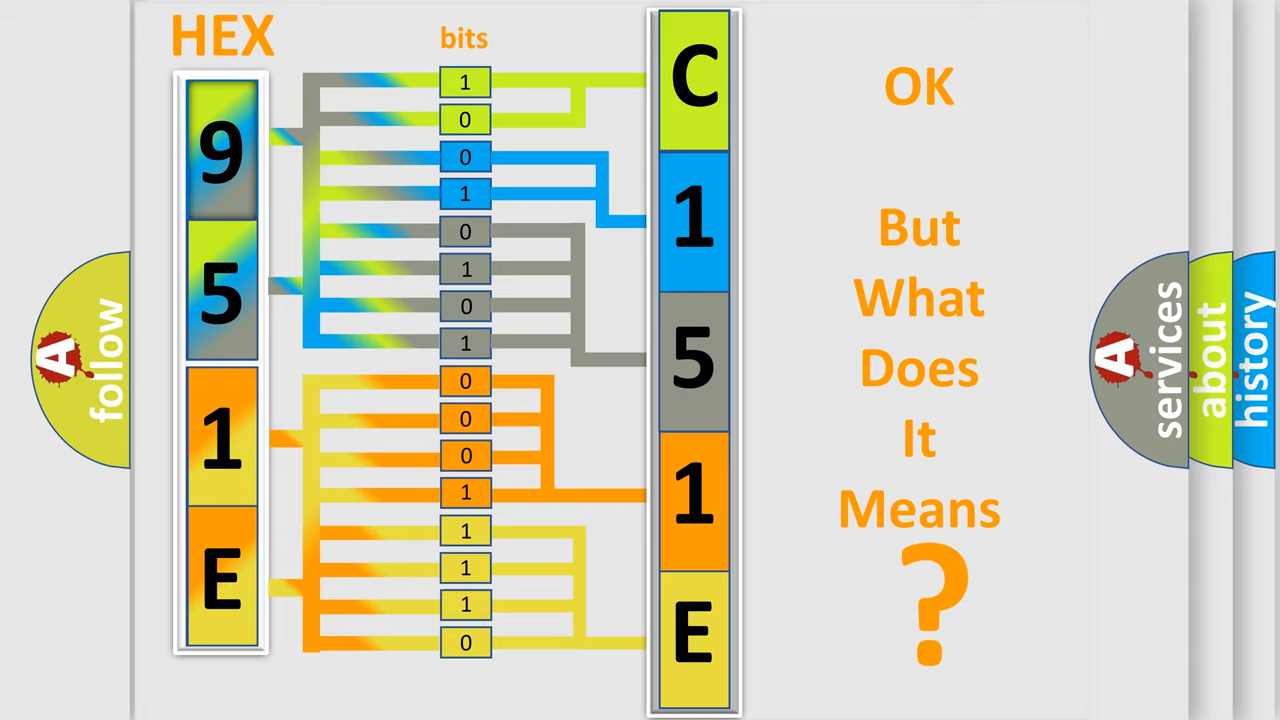 HEX
bits
9
5
1
E
1
0
0
1
0
1
0
1
0
0
0
1
1
1
1
0
C
1
5
1
E
OK
But
What
Does
It
Means
?
A
follow
A
services
about
history